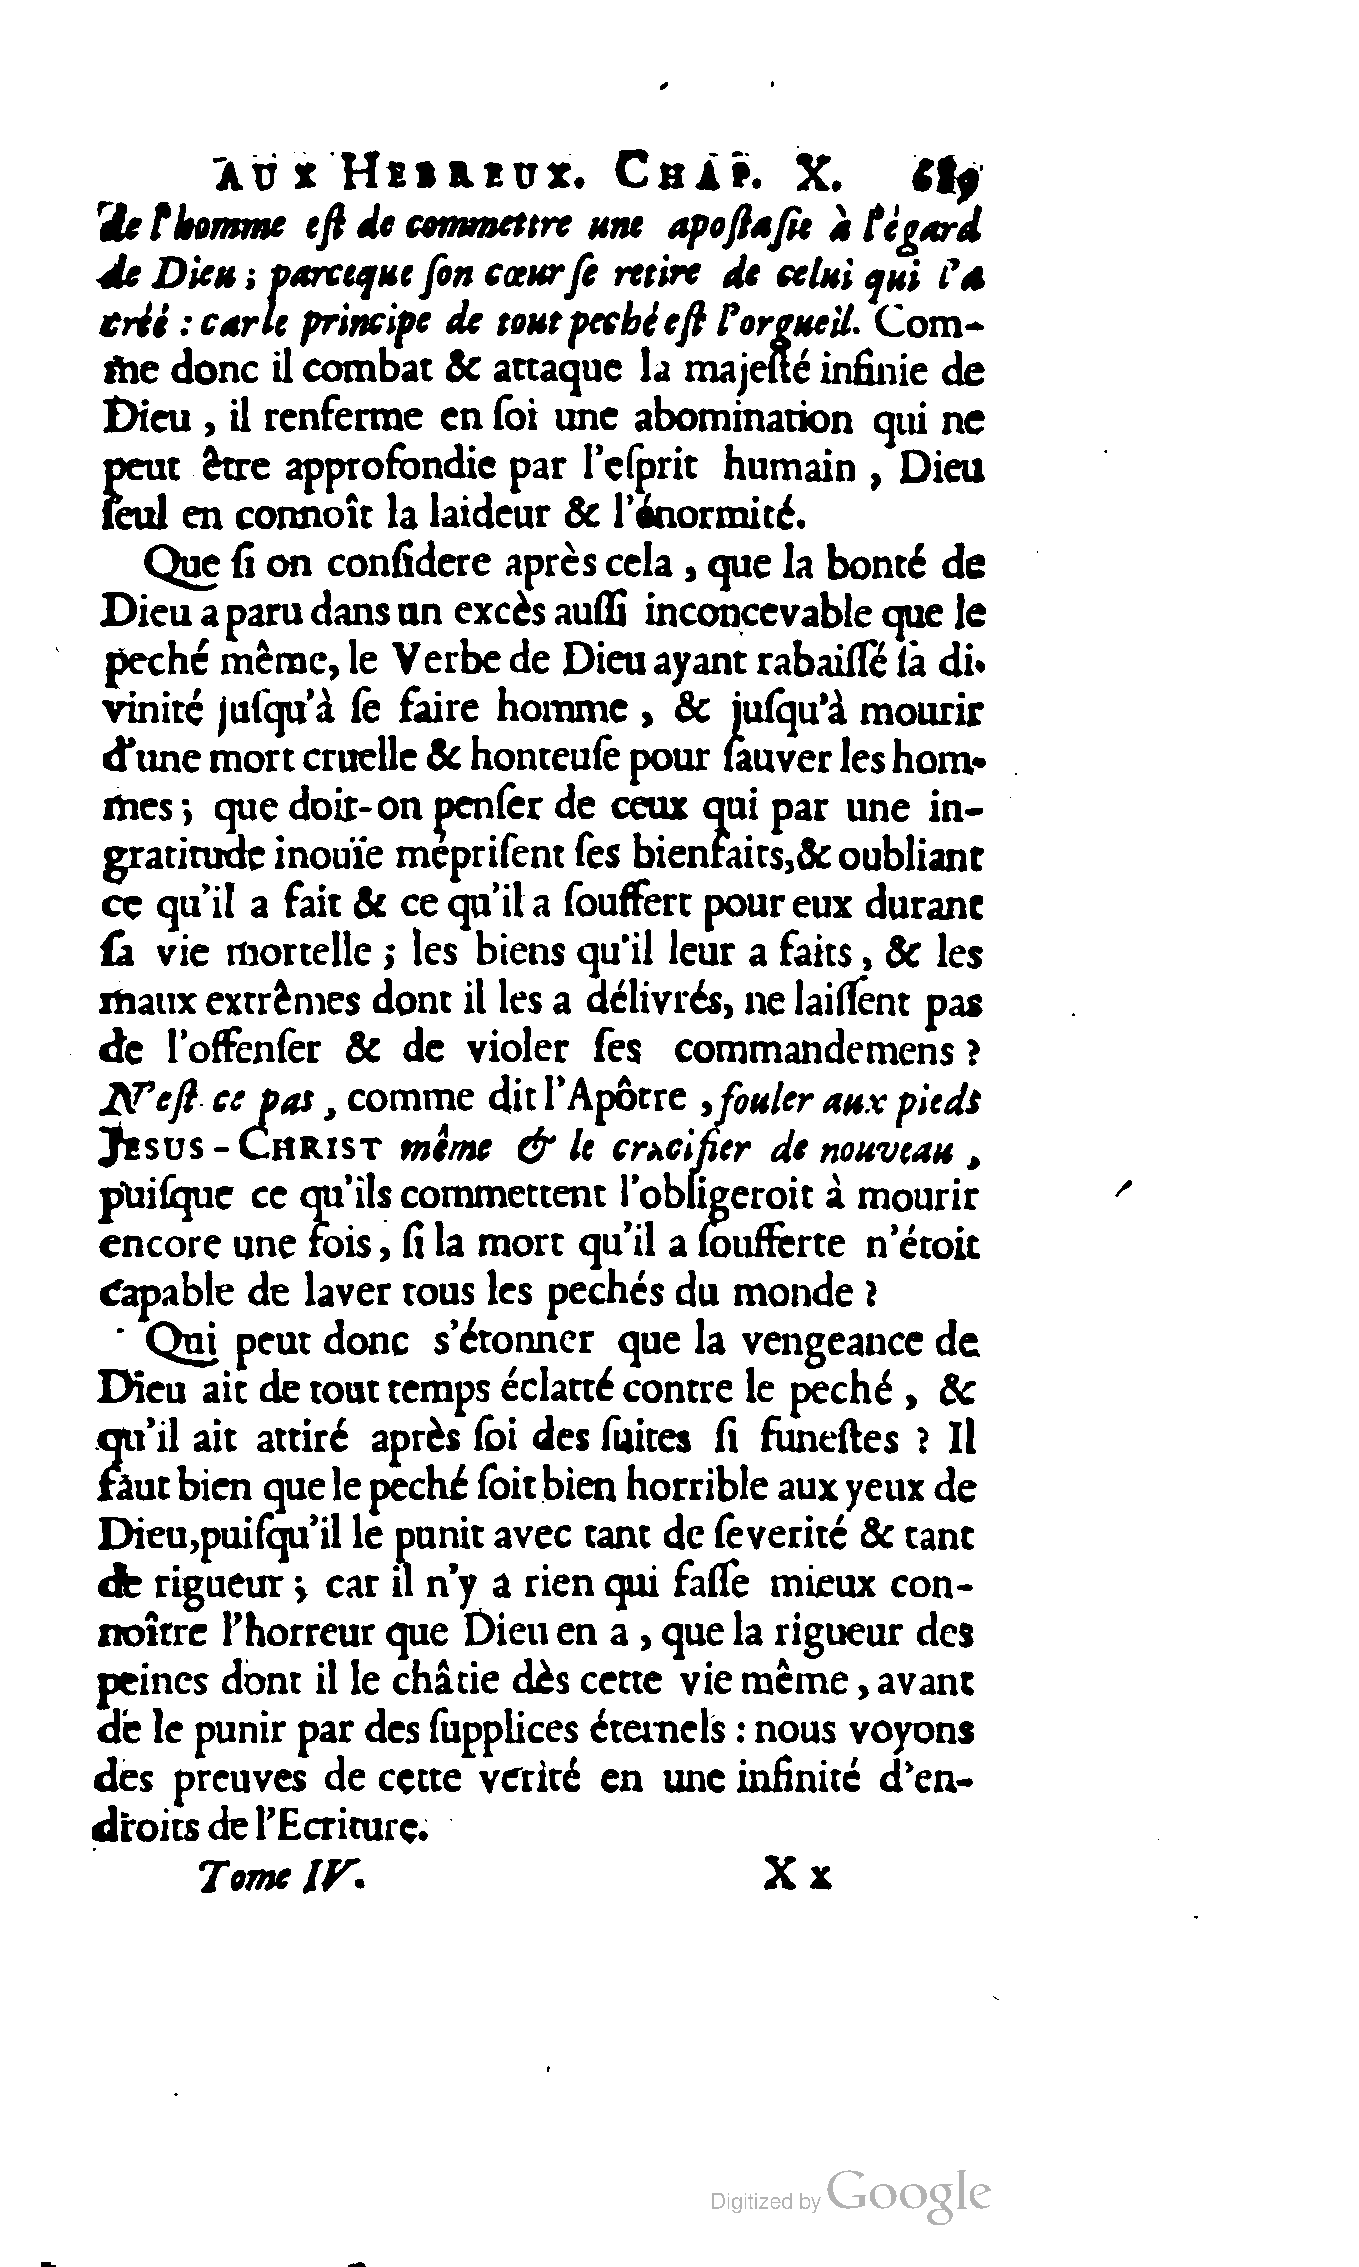 AUX HEBREUX. CHAP. X. 689
de l'homme eſt de commettre une apoſtaſie à l'égard
de Dieu ; parceque ſon cœur ſe retire de celui qui l'a
créé : car le principe de tout peché eſt l'orgueil. Com-
me donc il combat & attaque la majeſté infinie de
Dieu , il renferme en ſoi une abomination qui ne
peut être approfondie par l'eſprit humain , Dieu
ſeul en connoît la laideur & l'énormité.
Que ſi on conſidere après cela , que la bonté de
Dieu a paru dans un excès auſſi inconcevable que le
peché même, le Verbe de Dieu ayant rabaiſſé ſa di-
vinité juſqu'à ſe faire homme , & juſqu'à mourir
d'une mort cruelle & honteuſe pour ſauver les hom-
mes ; que doit-on penſer de ceux qui par une in-
gratitude inouïe mépriſent ſes bienfaits, & oubliant
ce qu'il a fait & ce qu'il a ſouffert pour eux durant
ſa vie mortelle ; les biens qu'il leur a faits , & les
maux extrêmes dont il les a délivrés, ne laiſſent pas
de l'offenſer & de violer ſes commandemens ?
N'eſt ce pas , comme dit l'Apôtre , fouler aux pieds
JESUS-CHRIST même & le crucifier de nouveau ,
puiſque ce qu'ils commettent l'obligeroit à mourir
encore une fois , ſi la mort qu'il a ſoufferte n'étoit
capable de laver tous les pechés du monde ?
Qui peut donc s'étonner que la vengeance de
Dieu ait de tout temps éclatté contre le peché , &
qu'il ait attiré après ſoi des ſuites ſi funeſtes ? Il
faut bien que le peché ſoit bien horrible aux yeux de
Dieu, puiſqu'il le punit avec tant de ſeverité & tant
de rigueur ; car il n'y a rien qui faſſe mieux con-
noître l'horreur que Dieu en a , que la rigueur des
peines dont il le châtie dès cette vie même , avant
de le punir par des ſupplices éternels : nous voyons
des preuves de cette verité en une infinité d'en-
droits de l'Ecriture.
Tome IV. X x
Digitized by Google